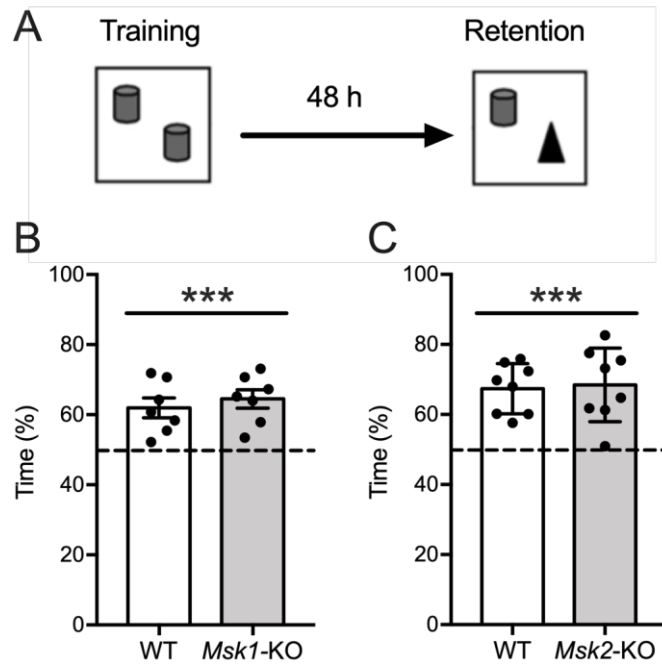 A
Training
Retention
48 h
B
C
100
80
60
40
20
0
Time (%)
***
WT
Msk1-KO
100
80
60
40
20
0
Time (%)
***
WT
Msk2-KO